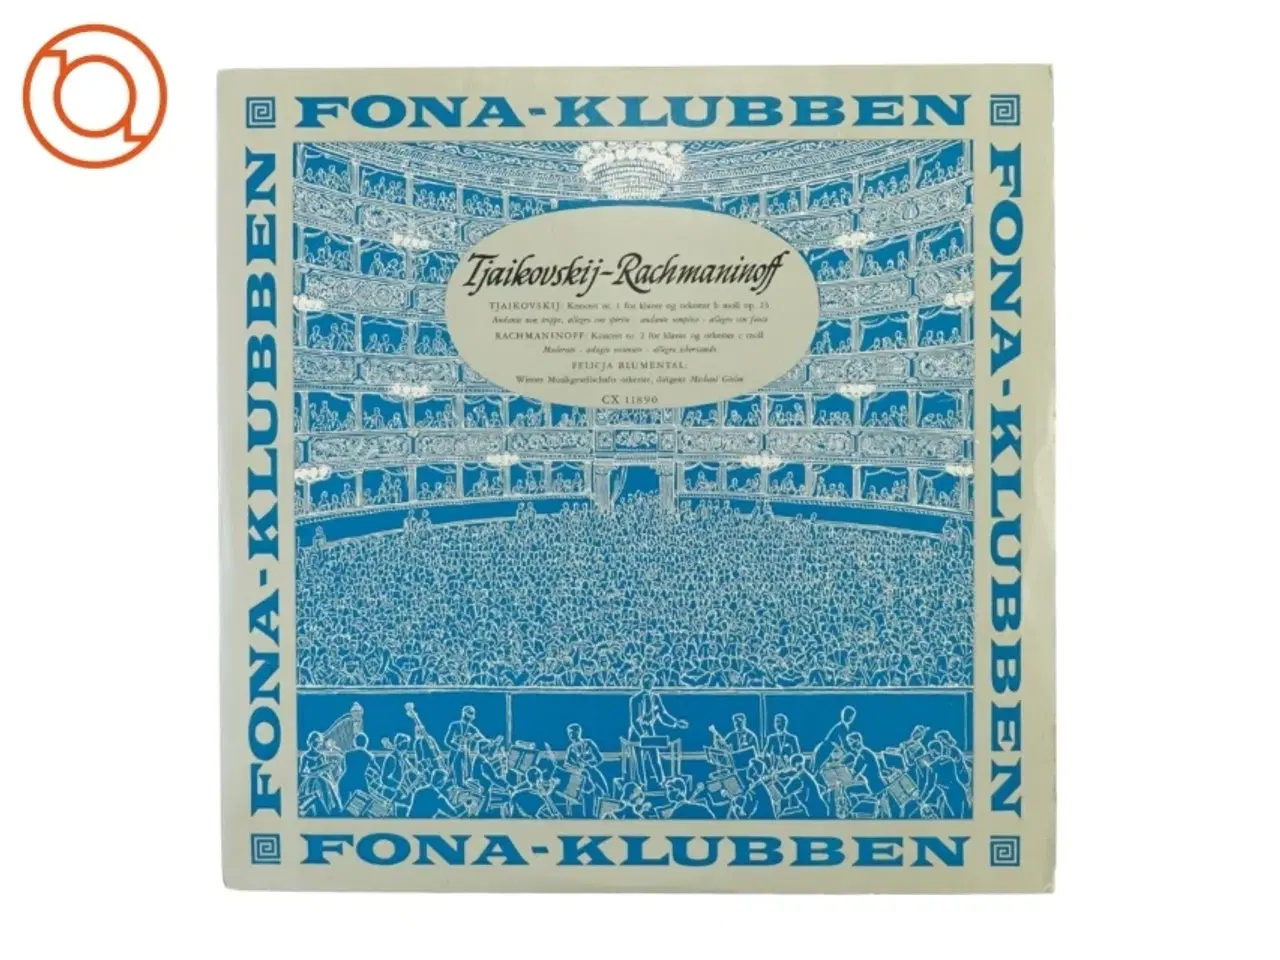 FONA-KLUBBEN
FONA-KLUBBEN
FONA-KLUBBEN
Tjaikovskij-Rachmaninoff
TJAIKOVSKIJ: Koncert nr. 1 for klaver og orkester b moll op. 23
Andante non troppo, allegro con spirito - andante semplice - allegro con fuoco
RACHMANINOFF: Koncert nr. 2 for klaver og orkester c moll
Moderato - adagio sostenuto - allegro scherzando
FELICJA BLUMENTAL:
Wiener Musikgesellschafts-orkester, dirigent Michael Gielen
CX 11890
FONA-KLUBBEN